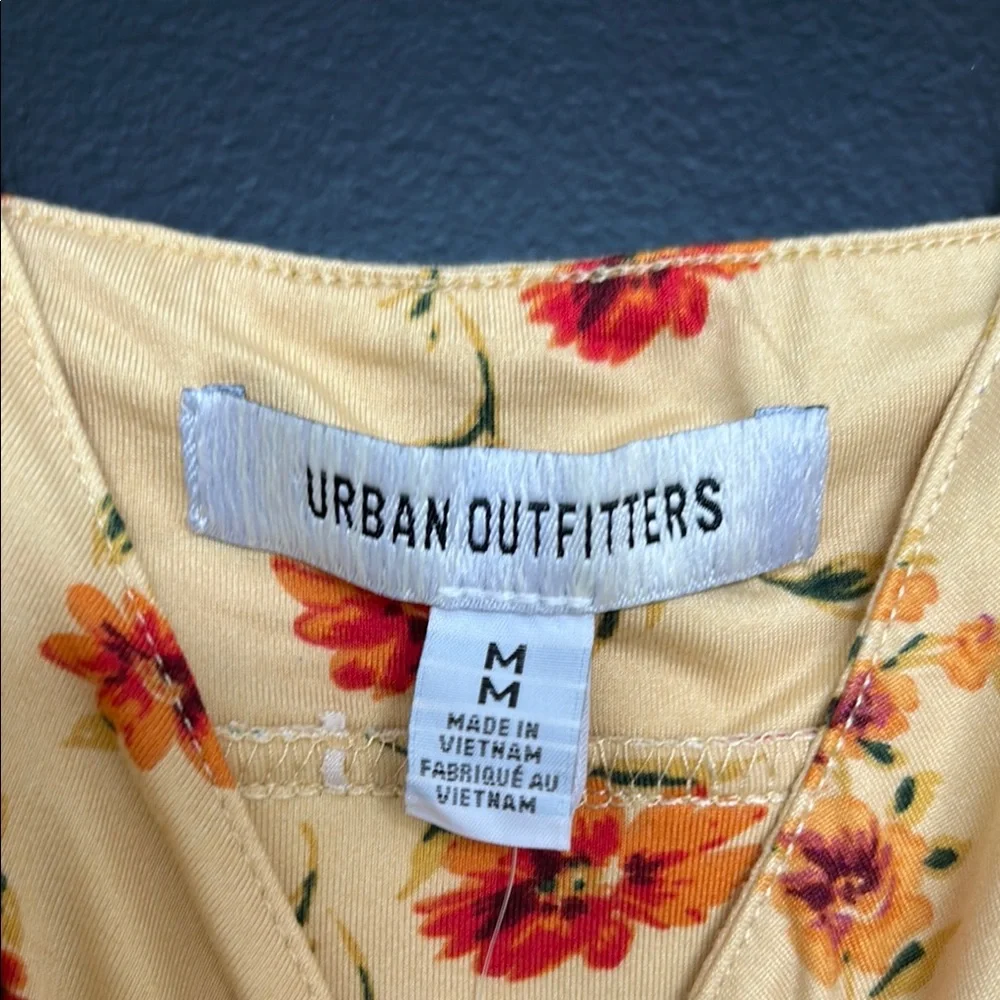 URBAN OUTFITTERS
M
M
MADE IN
VIETNAM
FABRIQUÉ AU
VIETNAM